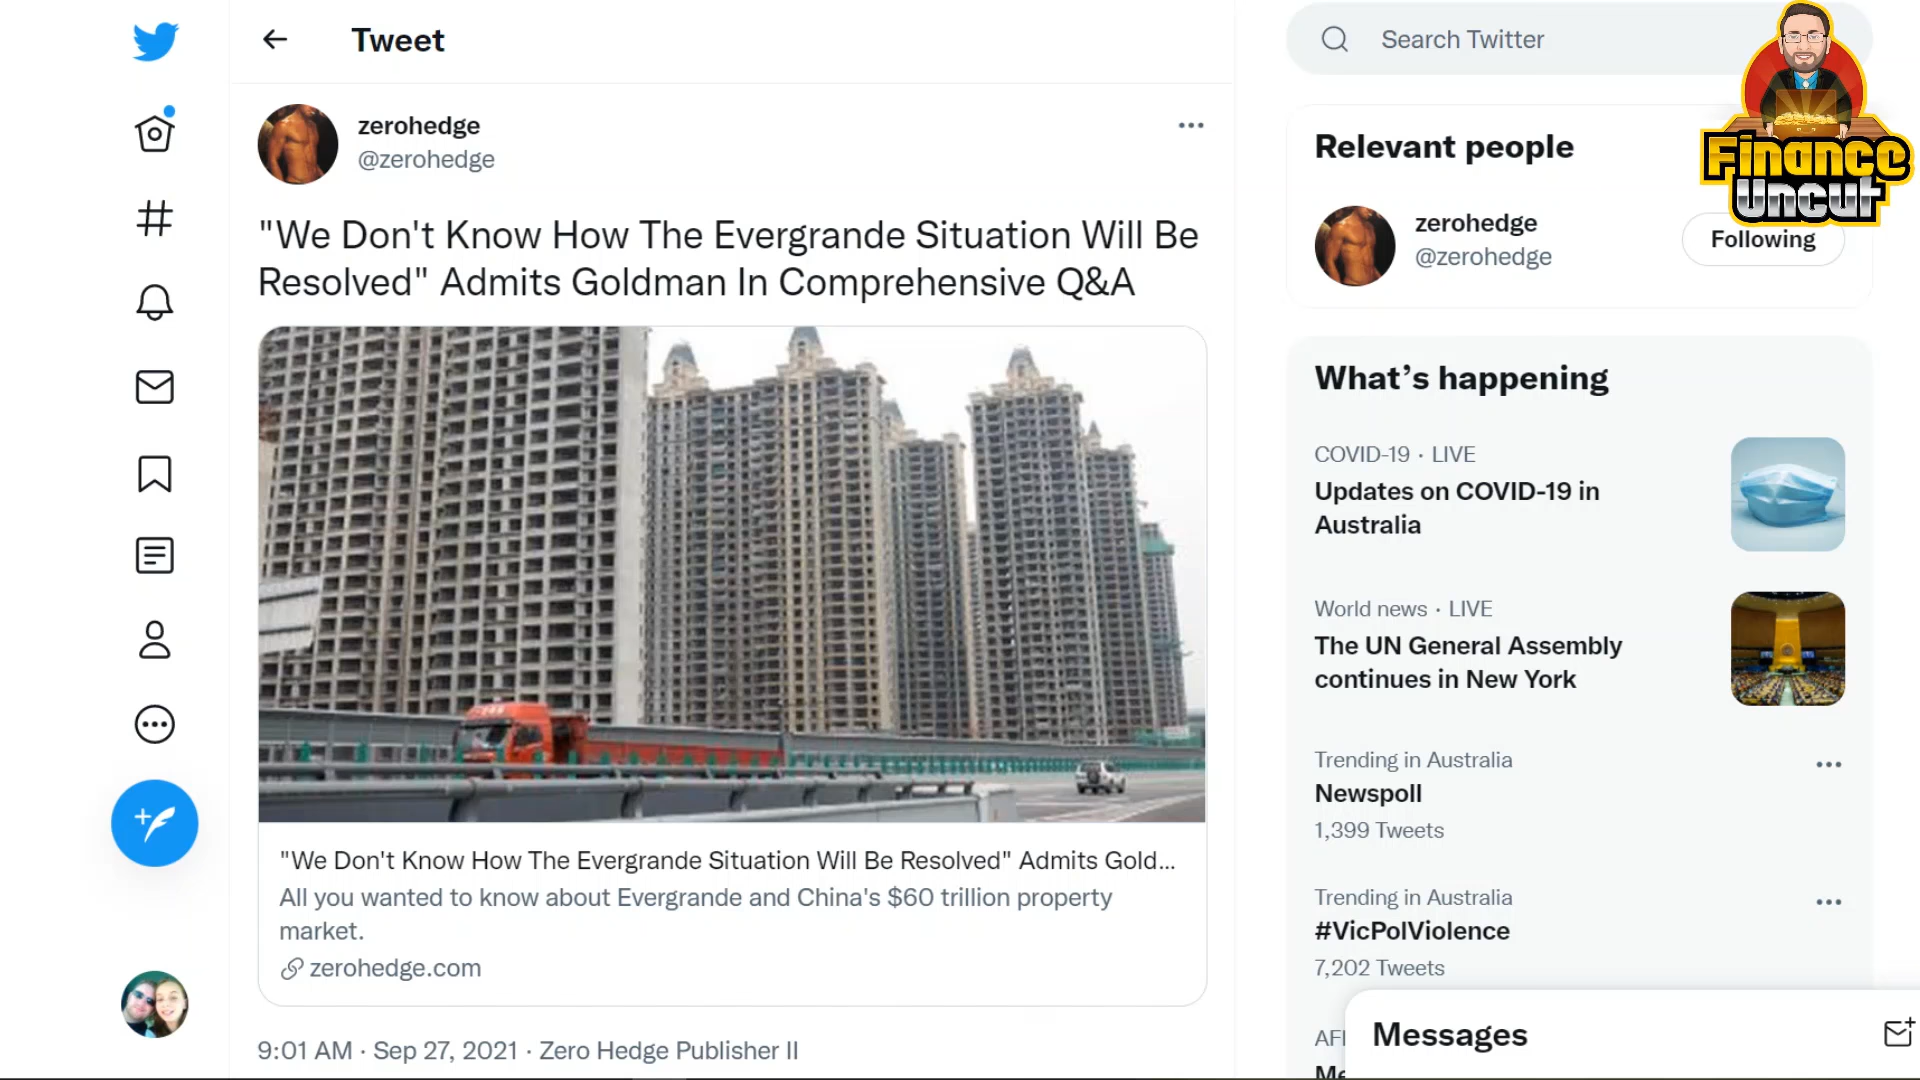 Tweet
zerohedge
@zerohedge
"We Don't Know How The Evergrande Situation Will Be
Resolved" Admits Goldman In Comprehensive Q&A
"We Don't Know How The Evergrande Situation Will Be Resolved" Admits Gold...
All you wanted to know about Evergrande and China's $60 trillion property
market.
zerohedge.com
9:01 AM · Sep 27, 2021 · Zero Hedge Publisher II
Search Twitter
Finance
Uncut
Relevant people
zerohedge
@zerohedge
Following
What’s happening
COVID-19 · LIVE
Updates on COVID-19 in
Australia
World news · LIVE
The UN General Assembly
continues in New York
Trending in Australia
Newspoll
1,399 Tweets
Trending in Australia
#VicPolViolence
7,202 Tweets
Messages